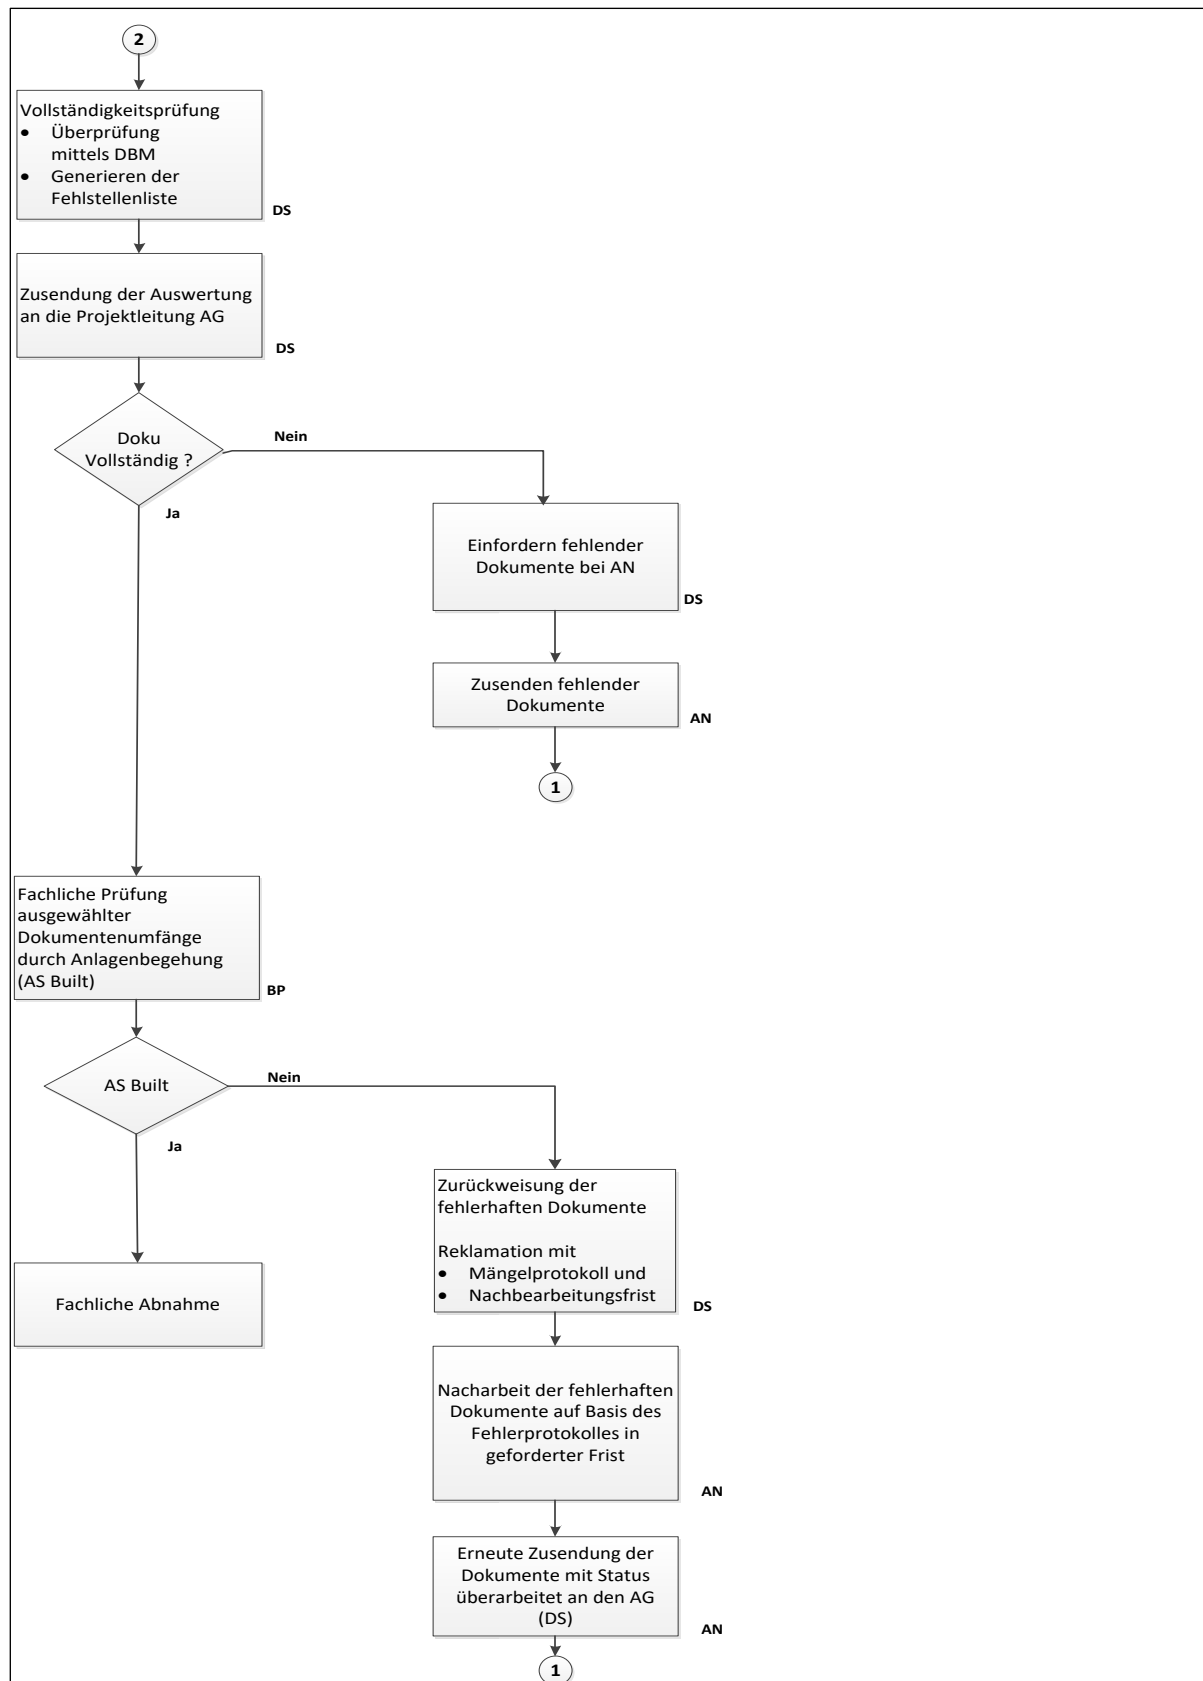 2
Vollständigkeitsprüfung
• Überprüfung
mittels DBM
• Generieren der
Fehlstellenliste
DS
Zusendung der Auswertung
an die Projektleitung AG
DS
Doku
Vollständig ?
Nein
Ja
Einfordern fehlender
Dokumente bei AN
DS
Zusenden fehlender
Dokumente
AN
1
Fachliche Prüfung
ausgewählter
Dokumentenumfänge
durch Anlagenbegehung
(AS Built)
BP
AS Built
Nein
Ja
Fachliche Abnahme
Zurückweisung der
fehlerhaften Dokumente
Reklamation mit
• Mängelprotokoll und
• Nachbearbeitungsfrist
DS
Nacharbeit der fehlerhaften
Dokumente auf Basis des
Fehlerprotokolles in
geforderter Frist
AN
Erneute Zusendung der
Dokumente mit Status
überarbeitet an den AG
(DS)
AN
1